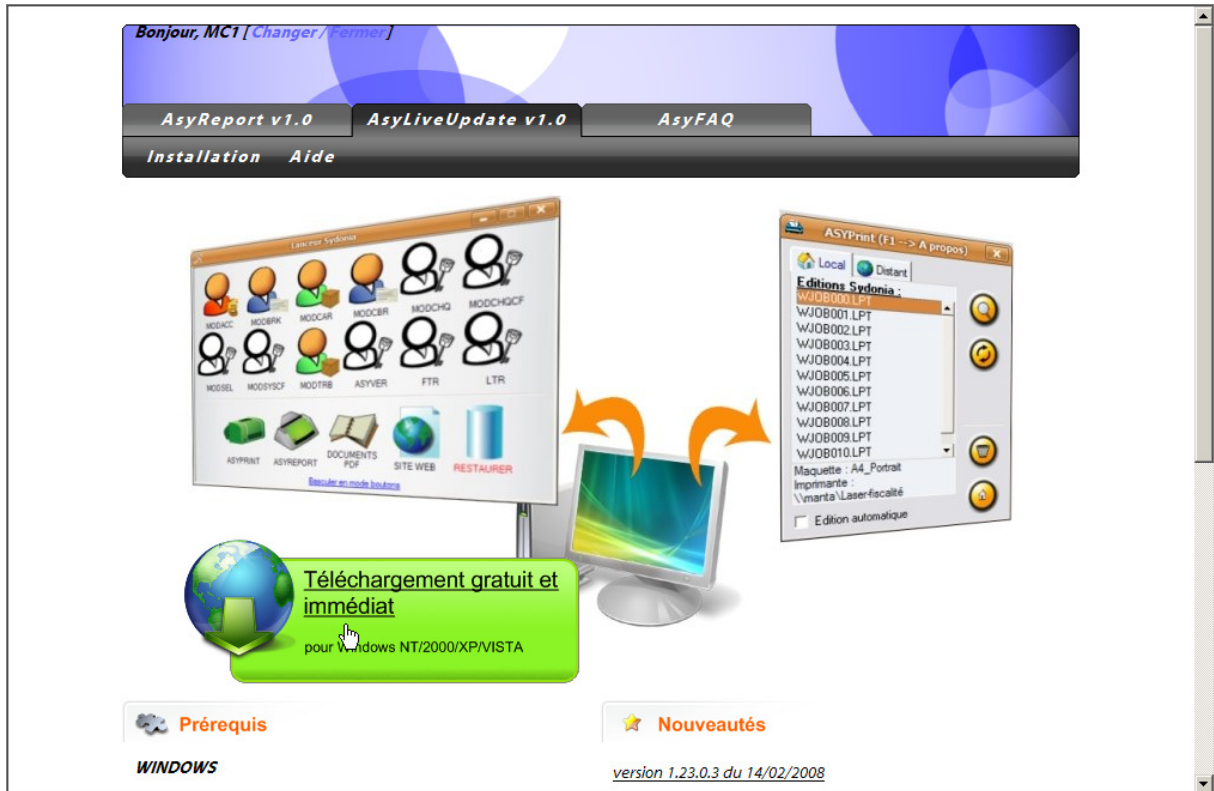 Bonjour, MC1 [ Changer / Fermer ]
AsyReport v1.0 AsyLiveUpdate v1.0 AsyFAQ
Installation Aide
Lanceur Sydonia
MODACC MODBRK MODCAR MODCBR MODCHQ MODCHQCF
MODSEL MODSYSCF MODTRB ASYVER FTR LTR
ASYPRINT ASYREPORT DOCUMENTS PDF SITE WEB RESTAURER
Basculer en mode boutons
ASYPrint (F1 --> A propos)
Local Distant
Editions Sydonia :
WJOB000.LPT
WJOB001.LPT
WJOB002.LPT
WJOB003.LPT
WJOB004.LPT
WJOB005.LPT
WJOB006.LPT
WJOB007.LPT
WJOB008.LPT
WJOB009.LPT
WJOB010.LPT
Maquette : A4_Portrait
Imprimante :
\\manta\Laser-fiscalité
Edition automatique
Téléchargement gratuit et
immédiat
pour Windows NT/2000/XP/VISTA
Prérequis
WINDOWS
Nouveautés
version 1.23.0.3 du 14/02/2008